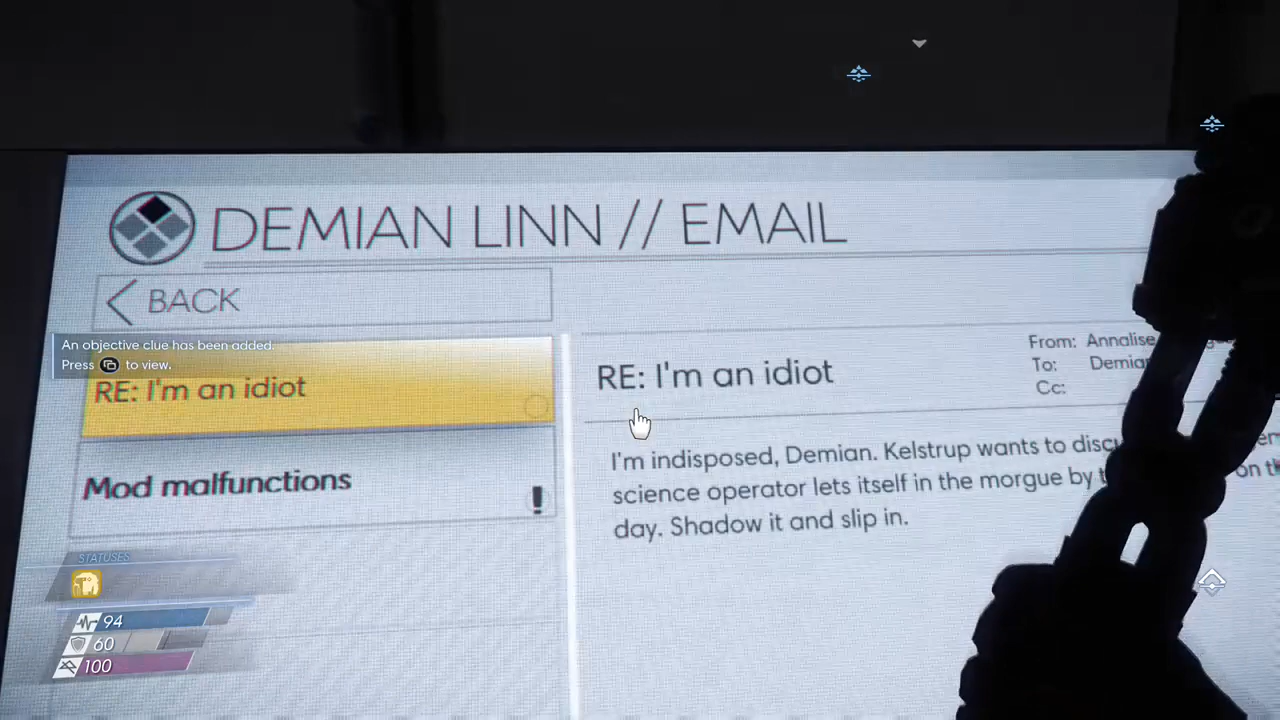 DEMIAN LINN // EMAIL
BACK
An objective clue has been added.
Press to view.
RE: I'm an idiot
Mod malfunctions
!
RE: I'm an idiot
From: Annalise
To: Demian
Cc:
I'm indisposed, Demian. Kelstrup wants to
science operator lets itself in the morgue by
day. Shadow it and slip in.
STATUSES
94
60
100